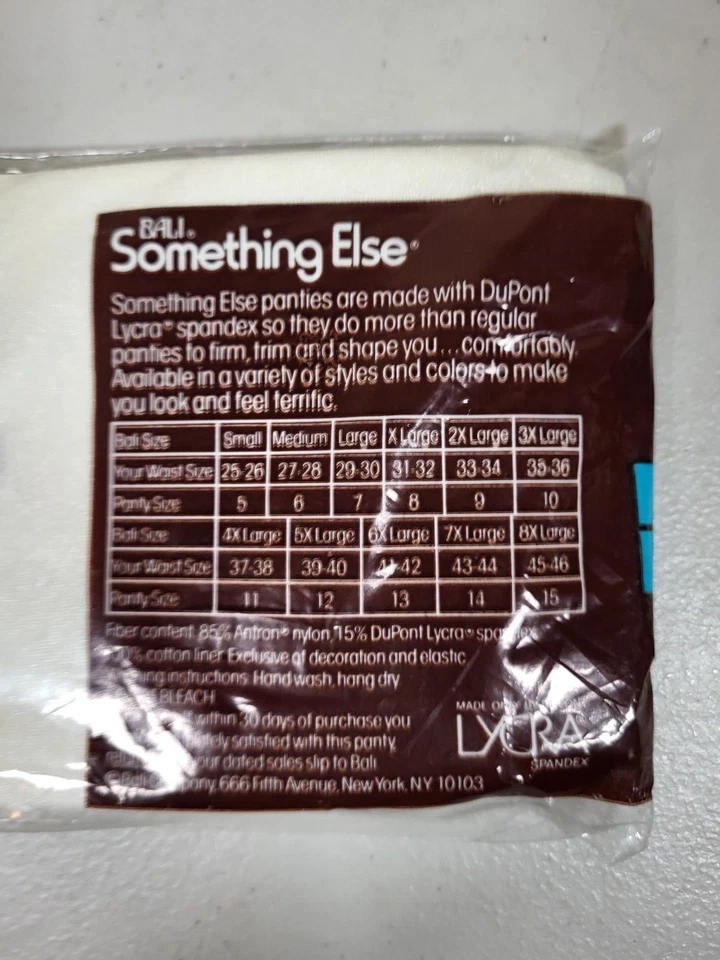 BALI®
Something Else®
Something Else panties are made with DuPont
Lycra® spandex so they do more than regular
panties to firm, trim and shape you...comfortably.
Available in a variety of styles and colors to make
you look and feel terrific.
Bali Size Small Medium Large X Large 2X Large 3X Large
Your Waist Size 25-26 27-28 29-30 31-32 33-34 35-36
Panty Size 5 6 7 8 9 10
Bali Size 4X Large 5X Large 6X Large 7X Large 8X Large
Your Waist Size 37-38 39-40 41-42 43-44 45-46
Panty Size 11 12 13 14 15
Fiber content 85% Antron® nylon, 15% DuPont Lycra® spandex
cotton liner Exclusive of decoration and elastic
instructions Hand wash, hang dry
BLEACH
within 30 days of purchase you
satisfied with this panty,
your dated sales slip to Bali
666 Fifth Avenue, New York, NY 10103
MADE ONLY
LYCRA
SPANDEX